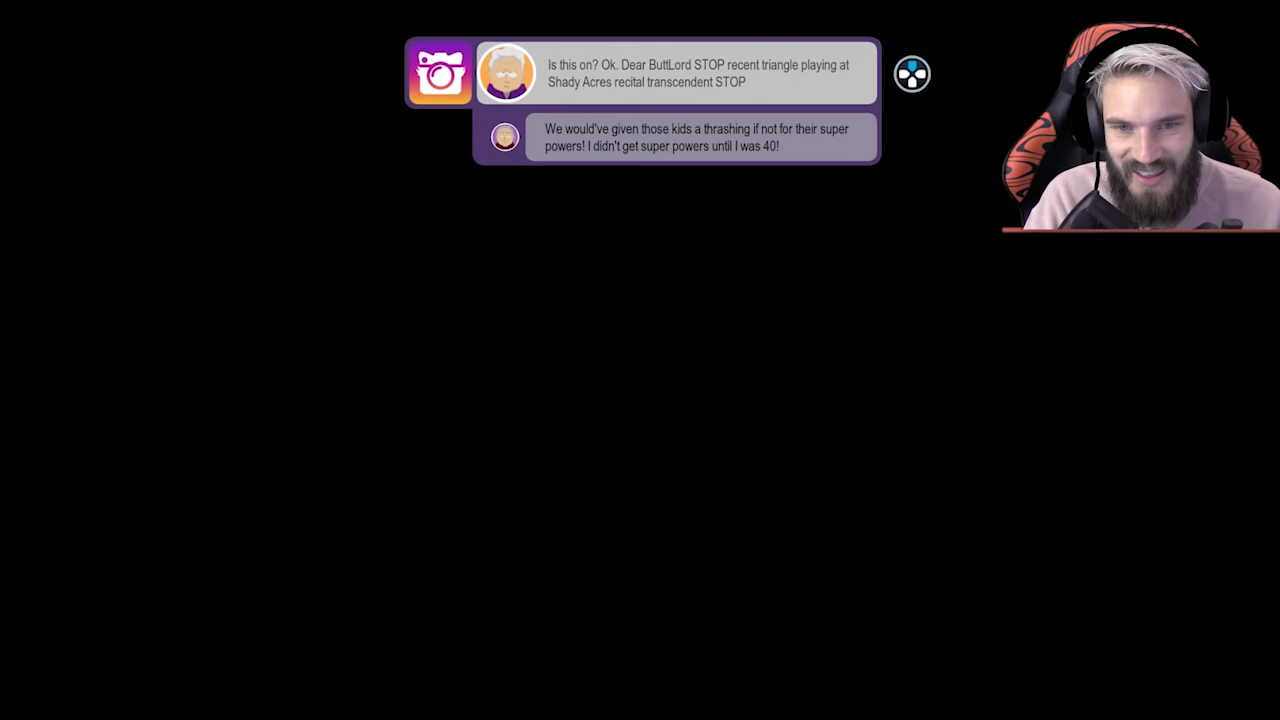 Is this on? Ok. Dear ButtLord STOP recent triangle playing at
Shady Acres recital transcendent STOP
We would've given those kids a thrashing if not for their super
powers! I didn't get super powers until I was 40!